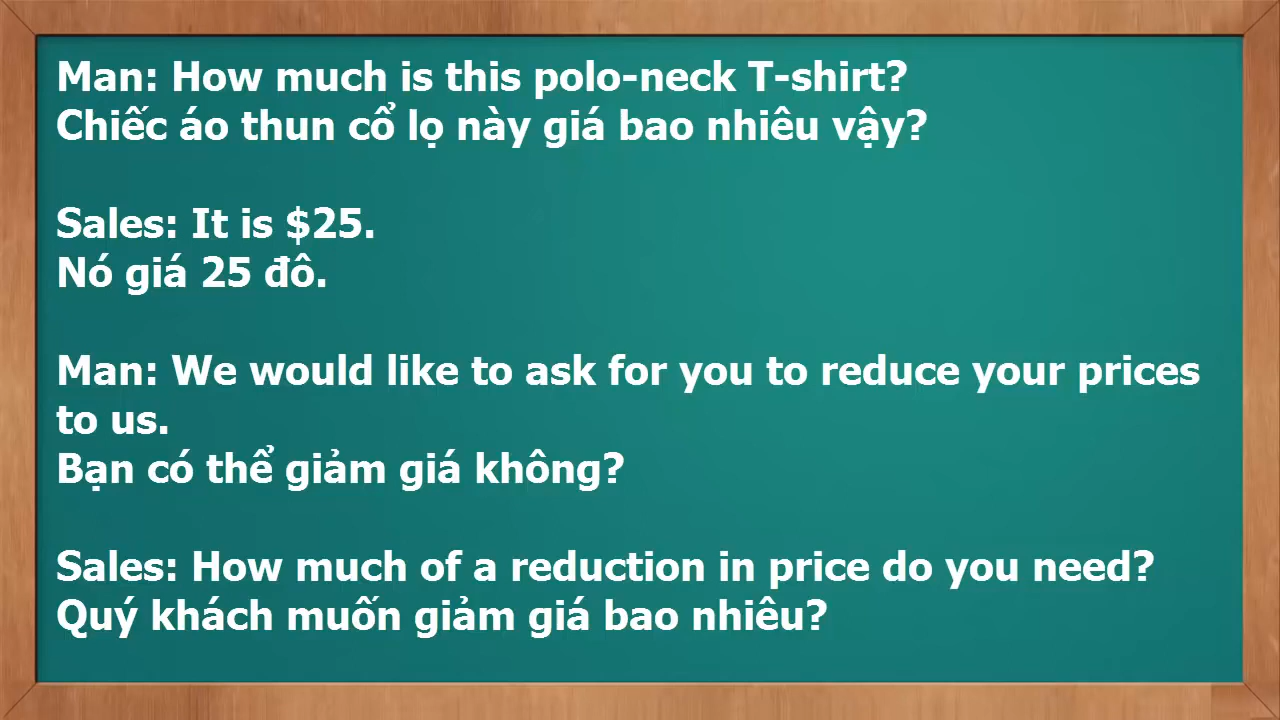 Man: How much is this polo-neck T-shirt?
Chiếc áo thun cổ lọ này giá bao nhiêu vậy?
Sales: It is $25.
Nó giá 25 đô.
Man: We would like to ask for you to reduce your prices
to us.
Bạn có thể giảm giá không?
Sales: How much of a reduction in price do you need?
Quý khách muốn giảm giá bao nhiêu?